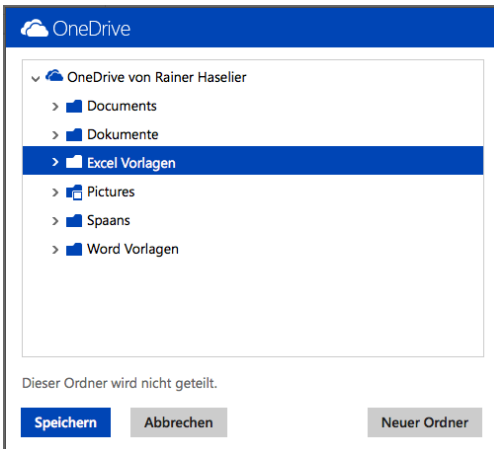 OneDrive
OneDrive von Rainer Haselier
Documents
Dokumente
Excel Vorlagen
Pictures
Spaans
Word Vorlagen
Dieser Ordner wird nicht geteilt.
Speichern Abbrechen Neuer Ordner